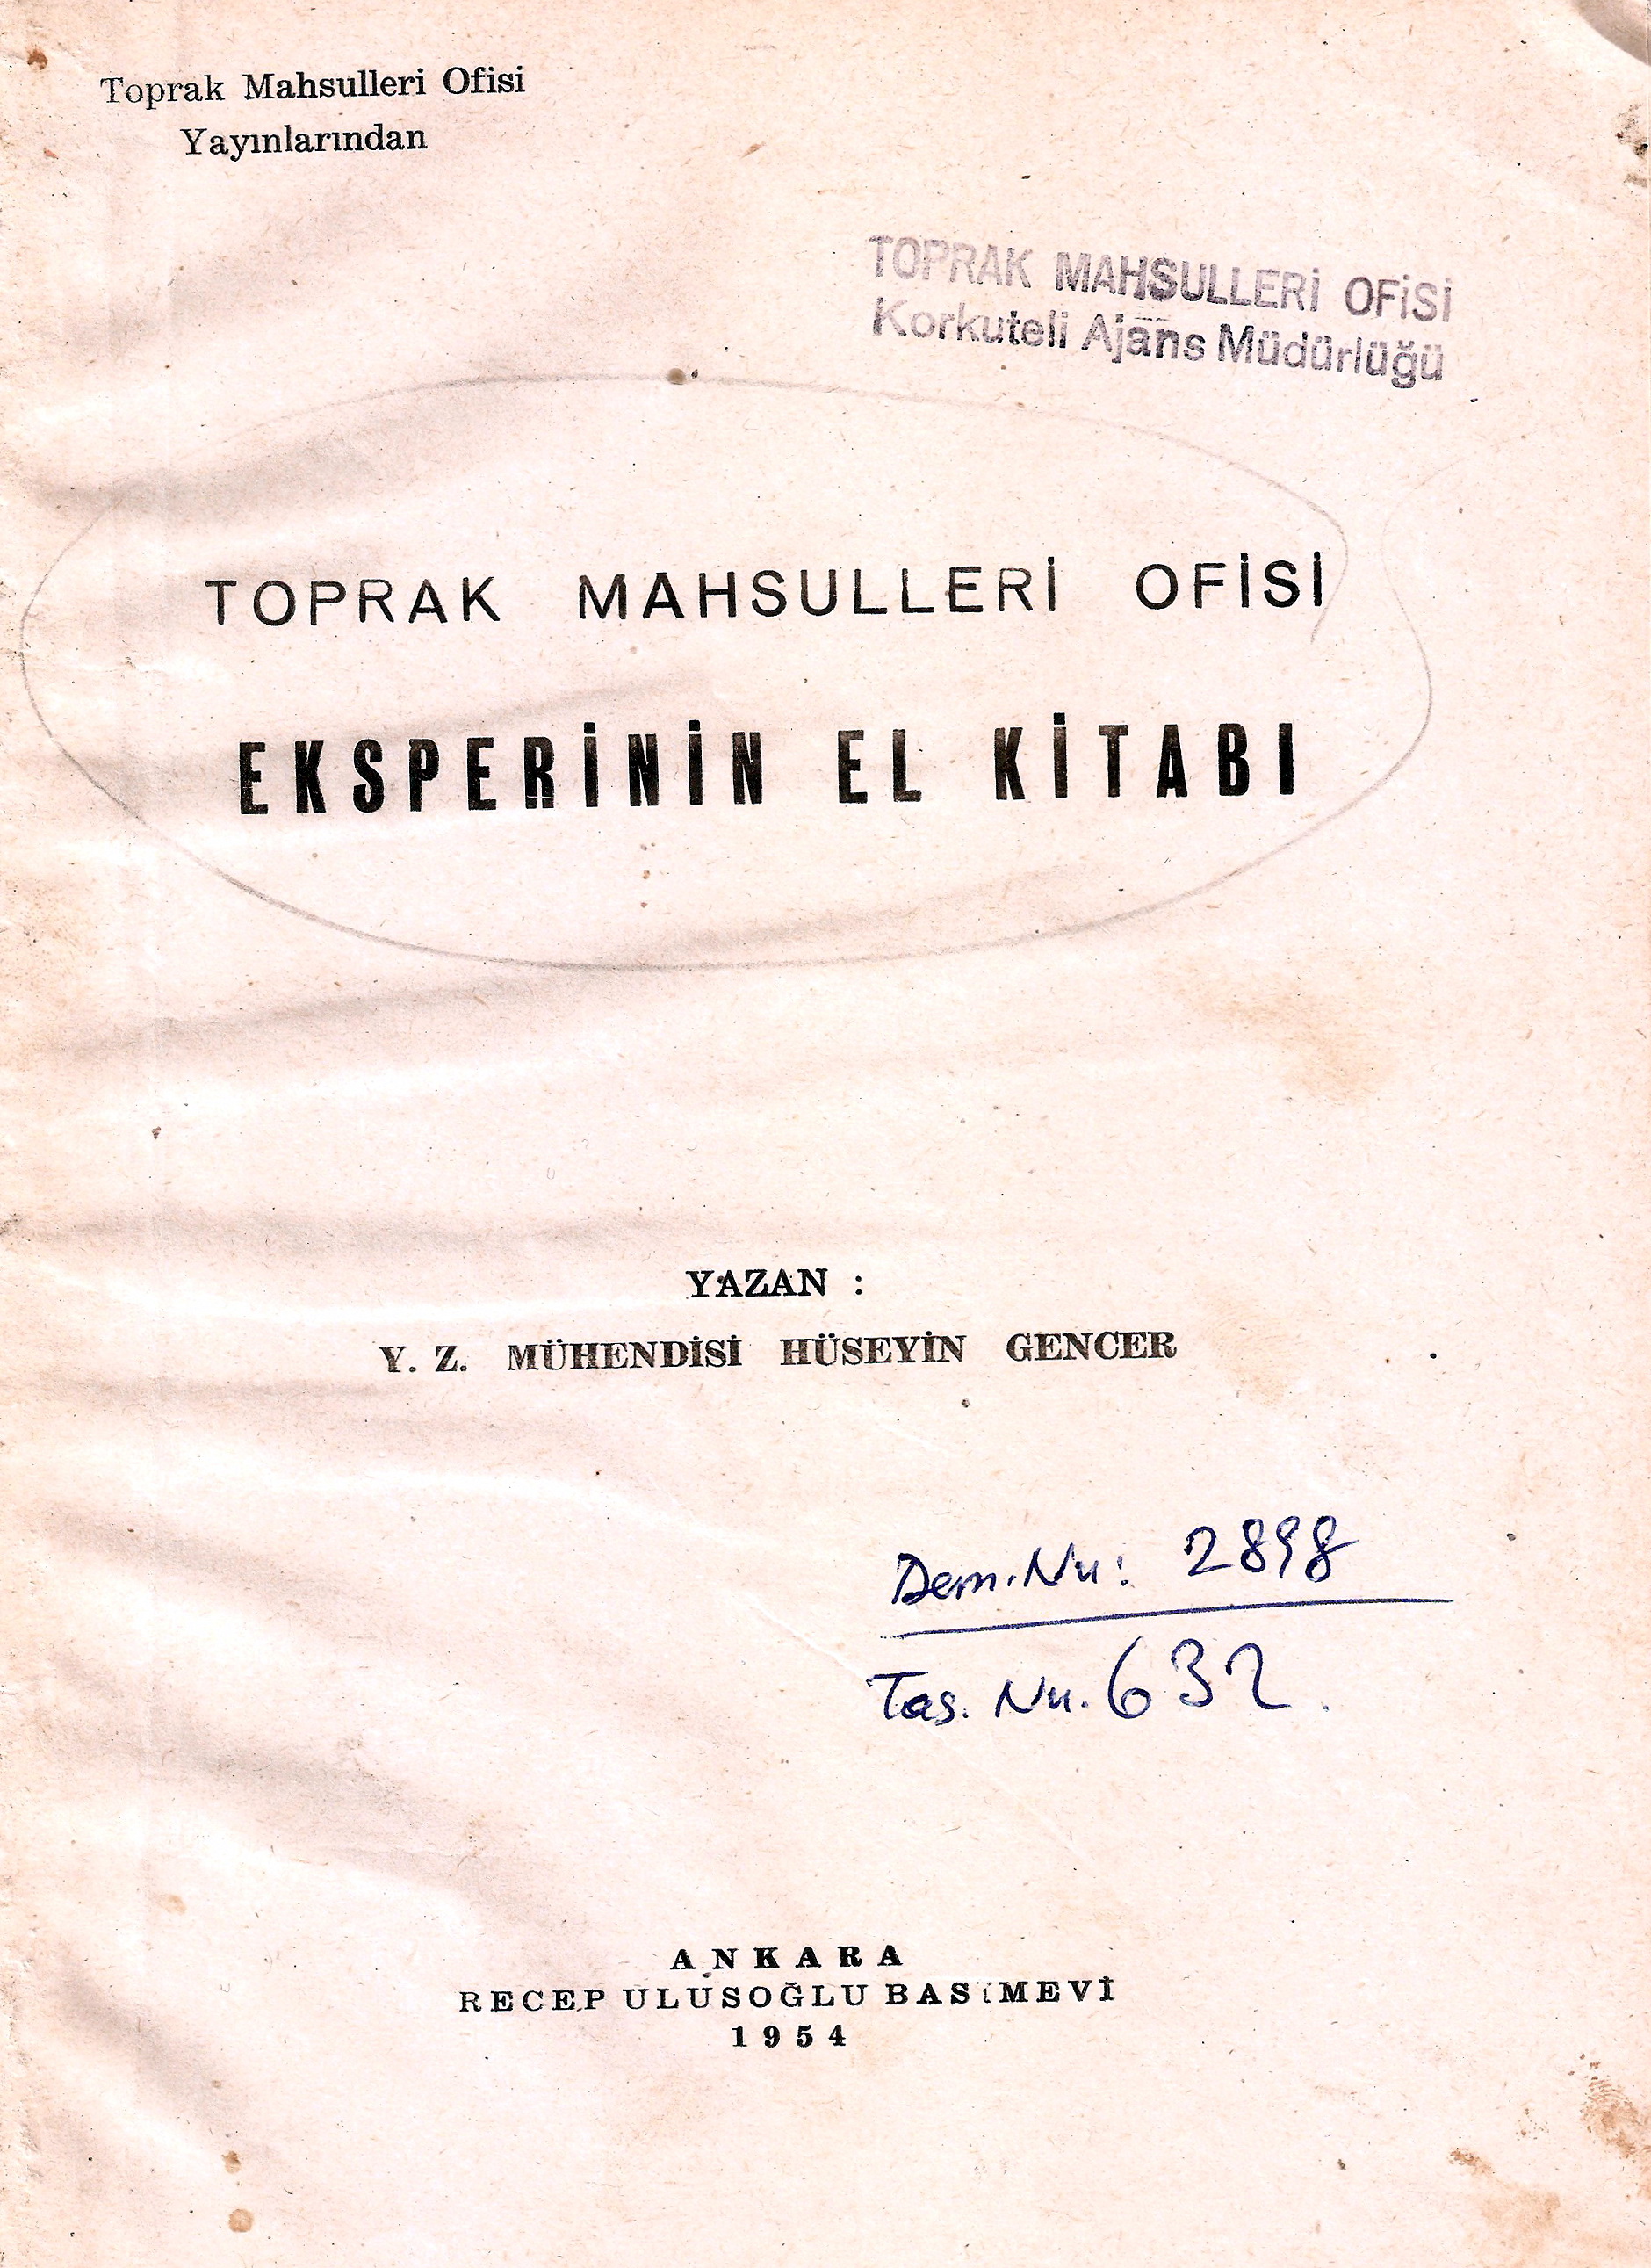 Toprak Mahsulleri Ofisi
Yayınlarından
TOPRAK MAHSULLERİ OFİSİ
Korkuteli Ajans Müdürlüğü
TOPRAK MAHSULLERİ OFİSİ
EKSPERİNİN EL KİTABI
YAZAN :
Y. Z. MÜHENDİSİ HÜSEYİN GENCER
Dem. Nu: 2898
Tas. Nu. 632.
ANKARA
RECEP ULUSOĞLU BASIMEVİ
1954